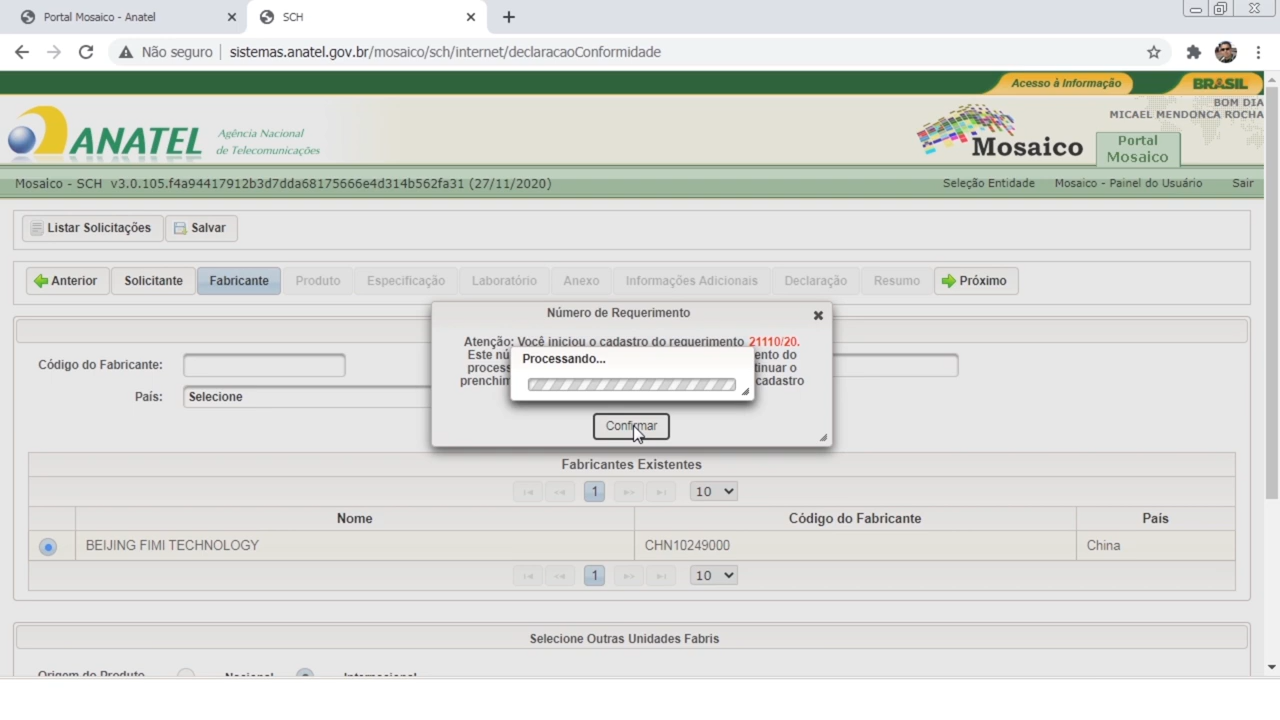 Portal Mosaico - Anatel
SCH
Não seguro
sistemas.anatel.gov.br/mosaico/sch/internet/declaracaoConformidade
Acesso à Informação
BRASIL
ANATEL
Agência Nacional
de Telecomunicações
Mosaico
BOM DIA
MICAEL MENDONCA ROCHA
Portal
Mosaico
Mosaico - SCH v3.0.105.f4a94417912b3d7dda68175666e4d314b562fa31 (27/11/2020)
Seleção Entidade
Mosaico - Painel do Usuário
Sair
Listar Solicitações
Salvar
Anterior
Solicitante
Fabricante
Produto
Especificação
Laboratório
Anexo
Informações Adicionais
Declaração
Resumo
Próximo
Número de Requerimento
Atenção: Você iniciou o cadastro do requerimento 21110/20.
Processando...
Confirmar
Código do Fabricante:
País:
Selecione
Fabricantes Existentes
1
10
Nome
Código do Fabricante
País
BEIJING FIMI TECHNOLOGY
CHN10249000
China
1
10
Selecione Outras Unidades Fabris
Origem do Produto
Nacional
Internacional